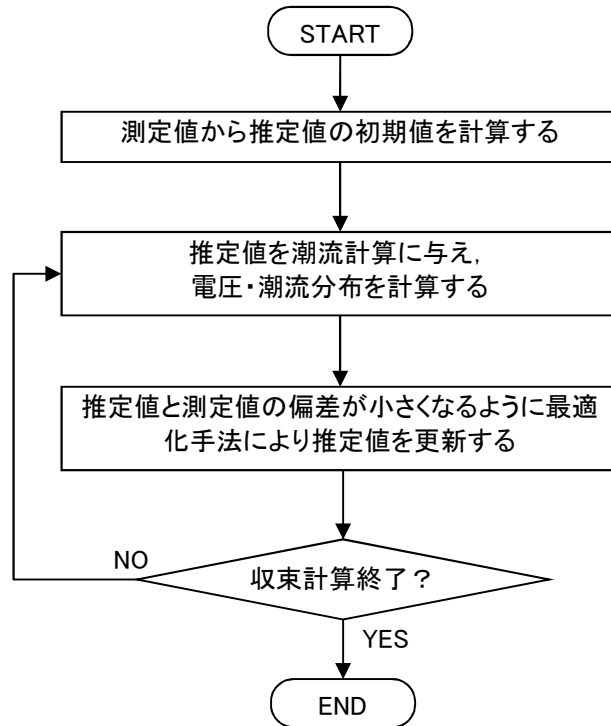 START
測定値から推定値の初期値を計算する
推定値を潮流計算に与え，
電圧・潮流分布を計算する
推定値と測定値の偏差が小さくなるように最適
化手法により推定値を更新する
NO
収束計算終了？
YES
END